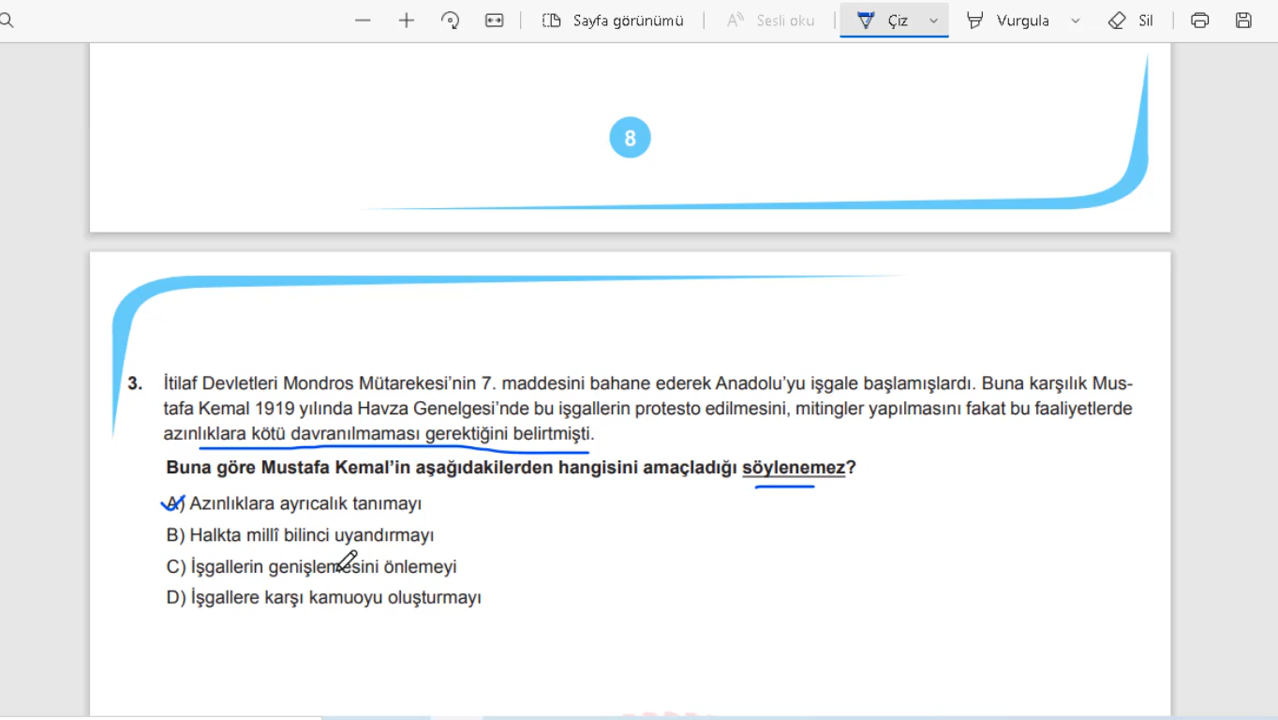 Sayfa görünümü
Sesli oku
Çiz
Vurgula
Sil
8
3. İtilaf Devletleri Mondros Mütarekesi’nin 7. maddesini bahane ederek Anadolu’yu işgale başlamışlardı. Buna karşılık Mus-
tafa Kemal 1919 yılında Havza Genelgesi’nde bu işgallerin protesto edilmesini, mitingler yapılmasını fakat bu faaliyetlerde
azınlıklara kötü davranılmaması gerektiğini belirtmişti.
Buna göre Mustafa Kemal’in aşağıdakilerden hangisini amaçladığı söylenemez?
A) Azınlıklara ayrıcalık tanımayı
B) Halkta millî bilinci uyandırmayı
C) İşgallerin genişlemesini önlemeyi
D) İşgallere karşı kamuoyu oluşturmayı